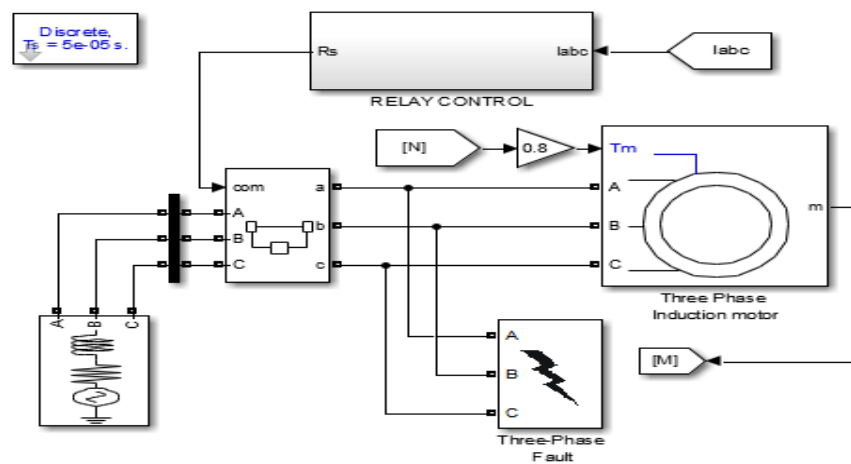 Discrete,
Ts = 5e-05 s.
Rs
Iabc
Iabc
RELAY CONTROL
[N]
0.8
Tm
A
B
C
m
Three Phase
Induction motor
com
A
B
C
a
b
c
A
B
C
A
B
C
Three-Phase
Fault
[M]